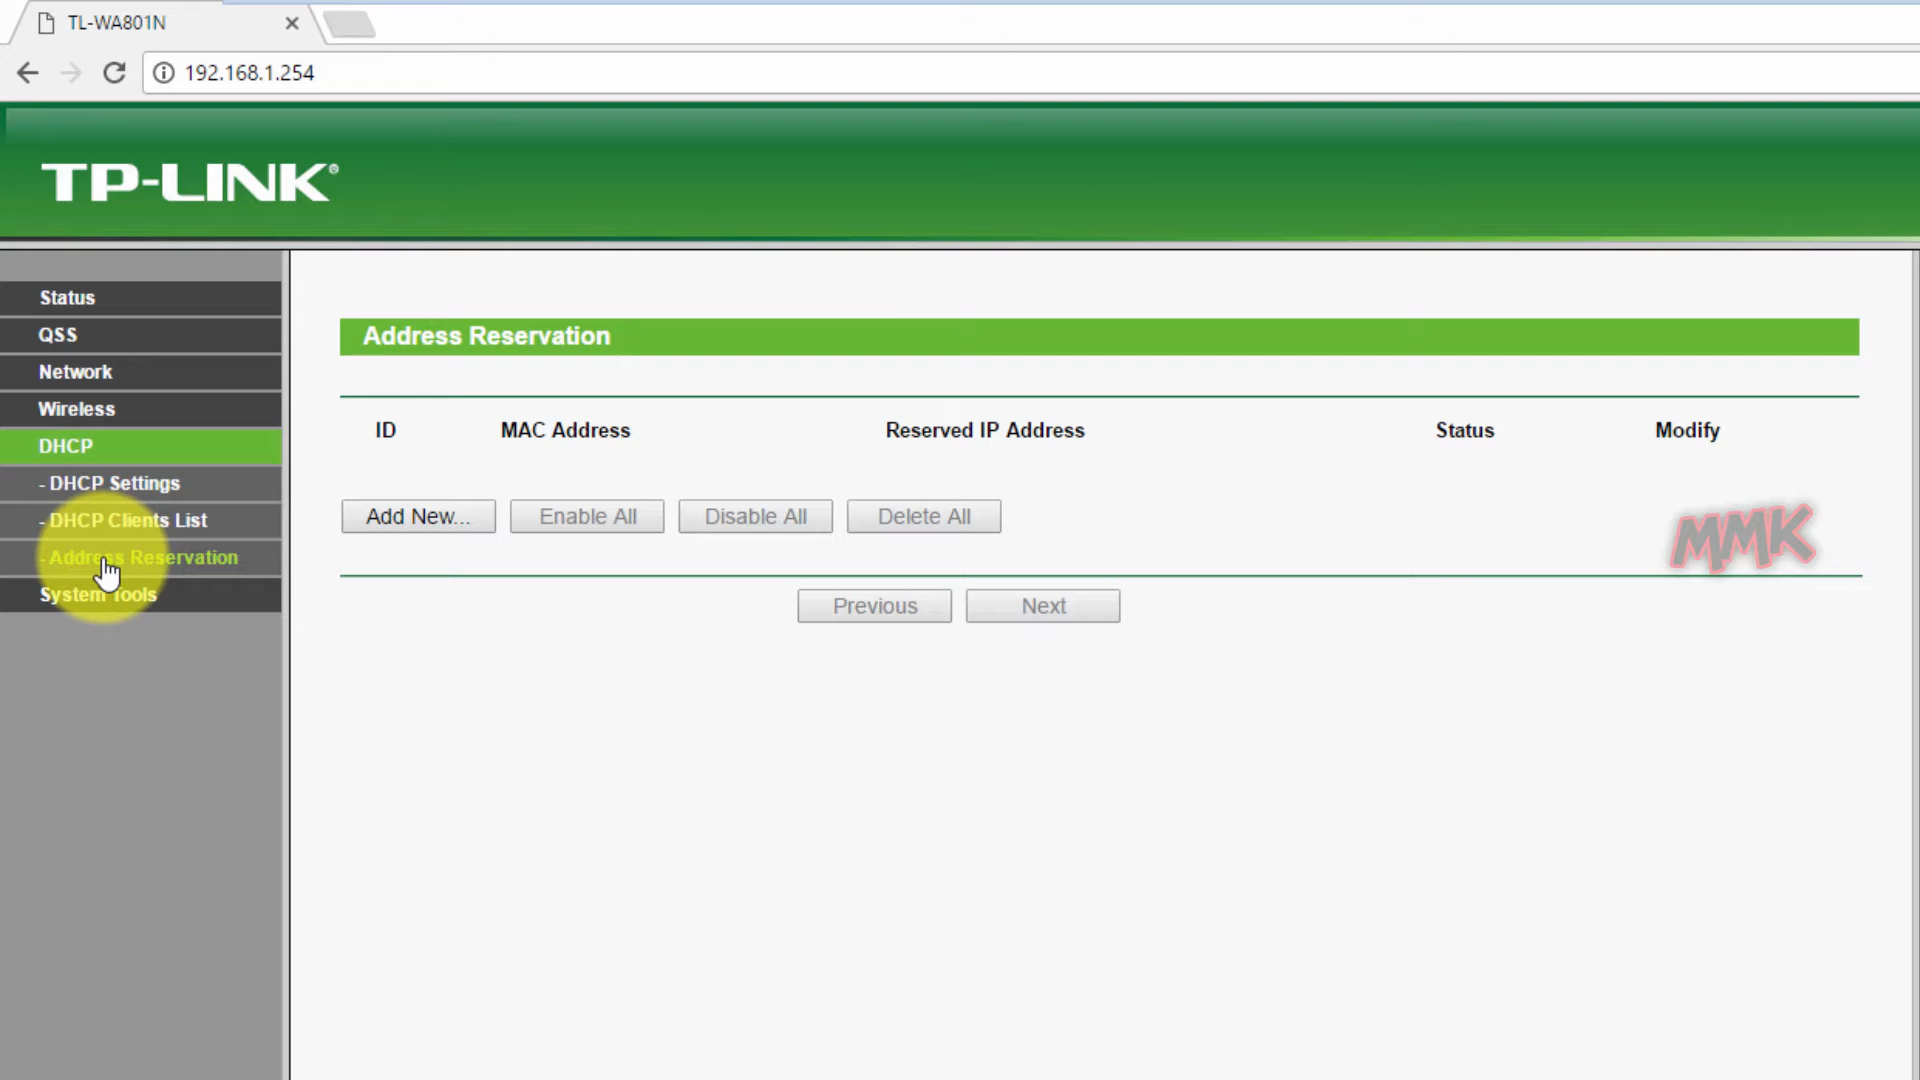 TL-WA801N
192.168.1.254
TP-LINK®
Status
QSS
Network
Wireless
DHCP
- DHCP Settings
- DHCP Clients List
- Address Reservation
System Tools
Address Reservation
ID MAC Address Reserved IP Address Status Modify
Add New... Enable All Disable All Delete All
MMK
Previous Next